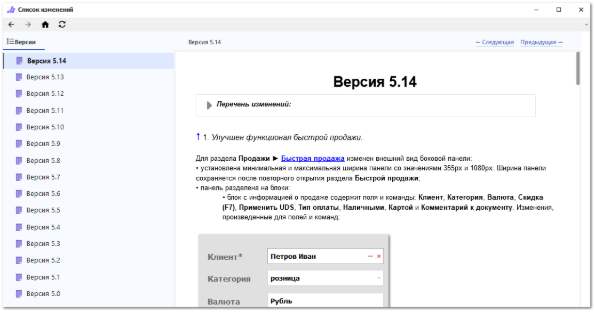 Список изменений
Версии
Версия 5.14
Версия 5.13
Версия 5.12
Версия 5.11
Версия 5.10
Версия 5.9
Версия 5.8
Версия 5.7
Версия 5.6
Версия 5.5
Версия 5.4
Версия 5.3
Версия 5.2
Версия 5.1
Версия 5.0
Версия 5.14
← Следующая Предыдущая →
Версия 5.14
Перечень изменений:
↑ 1. Улучшен функционал быстрой продажи.
Для раздела Продажи ► Быстрая продажа изменен внешний вид боковой панели:
• установлена минимальная и максимальная ширина панели со значениями 355px и 1080px. Ширина панели
сохраняется после повторного открытия раздела Быстрой продажи.
• панель разделена на блоки:
• блок с информацией о продаже содержит поля и команды: Клиент, Категория, Валюта, Скидка
(F7), Применить UDS, Тип оплаты, Наличными, Картой и Комментарий к документу. Изменения,
произведенные для полей и команд:
Клиент* Петров Иван
Категория розница
Валюта Рубль